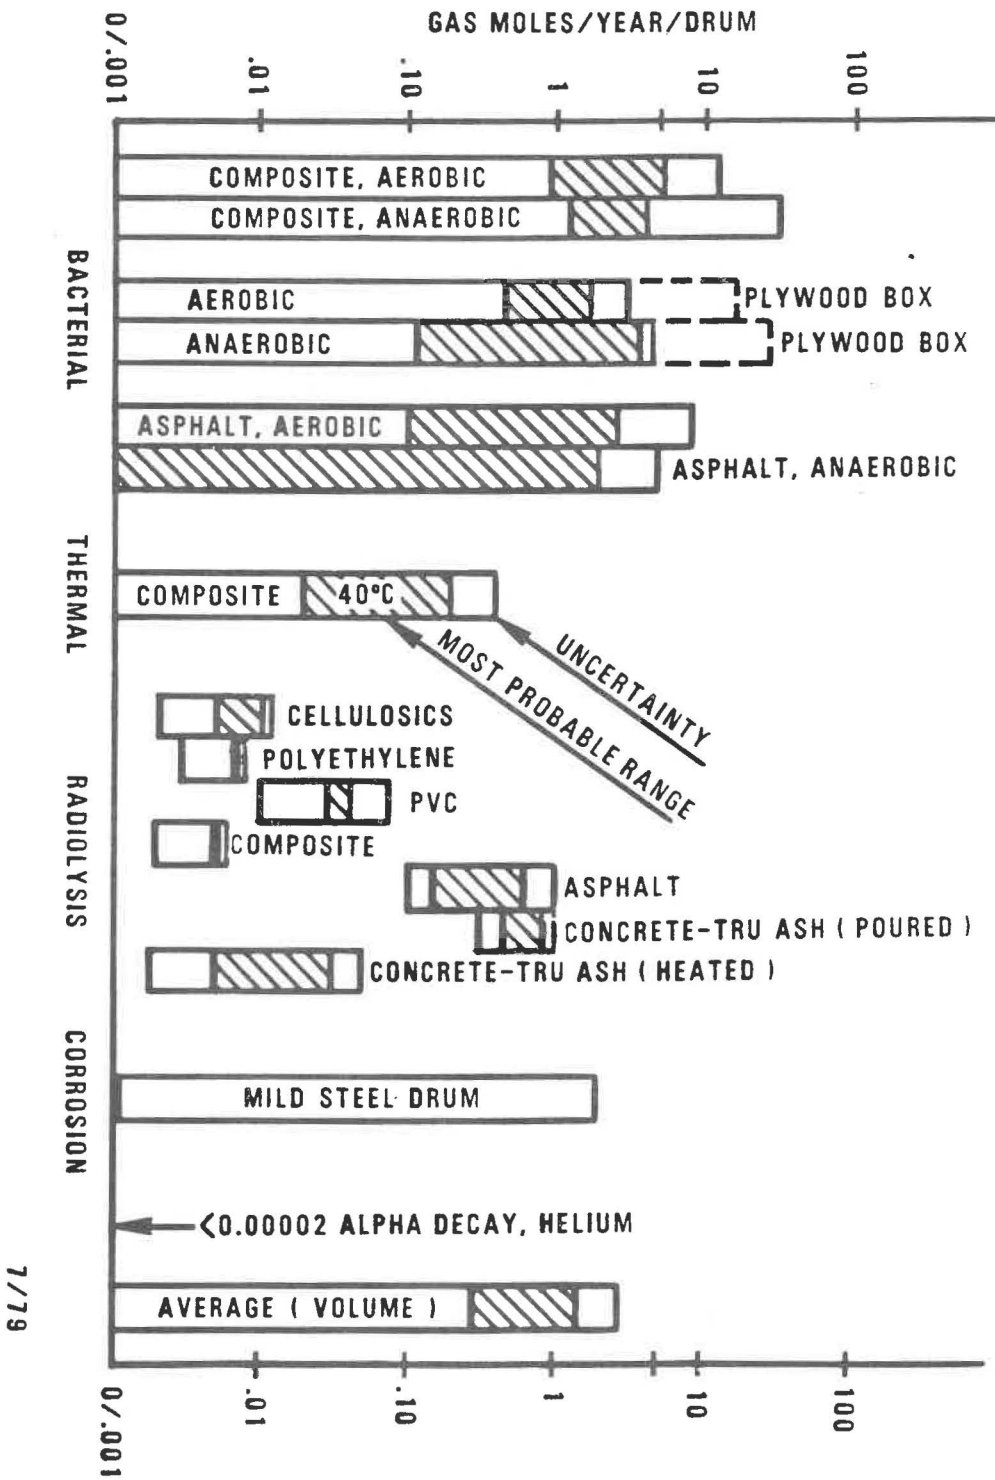 GAS MOLES/YEAR/DRUM
0/.001
.01
.10
1
10
100
COMPOSITE, AEROBIC
COMPOSITE, ANAEROBIC
BACTERIAL
AEROBIC
PLYWOOD BOX
ANAEROBIC
PLYWOOD BOX
ASPHALT, AEROBIC
ASPHALT, ANAEROBIC
THERMAL
COMPOSITE
40°C
UNCERTAINTY
MOST PROBABLE RANGE
RADIOLYSIS
CELLULOSICS
POLYETHYLENE
PVC
COMPOSITE
ASPHALT
CONCRETE-TRU ASH ( POURED )
CONCRETE-TRU ASH ( HEATED )
CORROSION
MILD STEEL DRUM
<0.00002 ALPHA DECAY, HELIUM
AVERAGE ( VOLUME )
0/.001
.01
.10
1
10
100
7/79